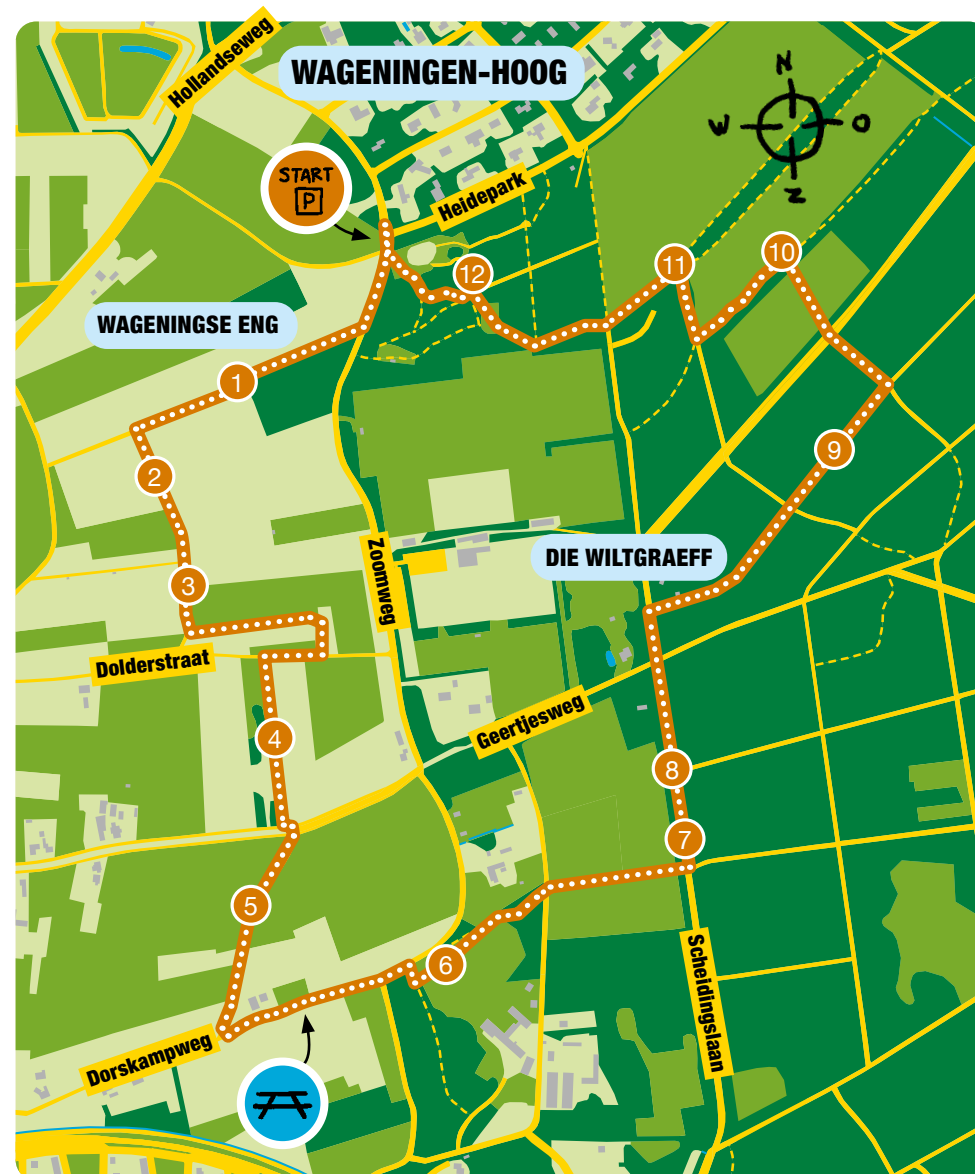 Hollandseweg
WAGENINGEN-HOOG
N
W
O
Z
START
P
Heidepark
12
11
10
WAGENINGSE ENG
1
2
9
3
Zoomweg
DIE WILTGRAEFF
Dolderstraat
4
Geertjesweg
8
7
5
6
Scheidingslaan
Dorskampweg